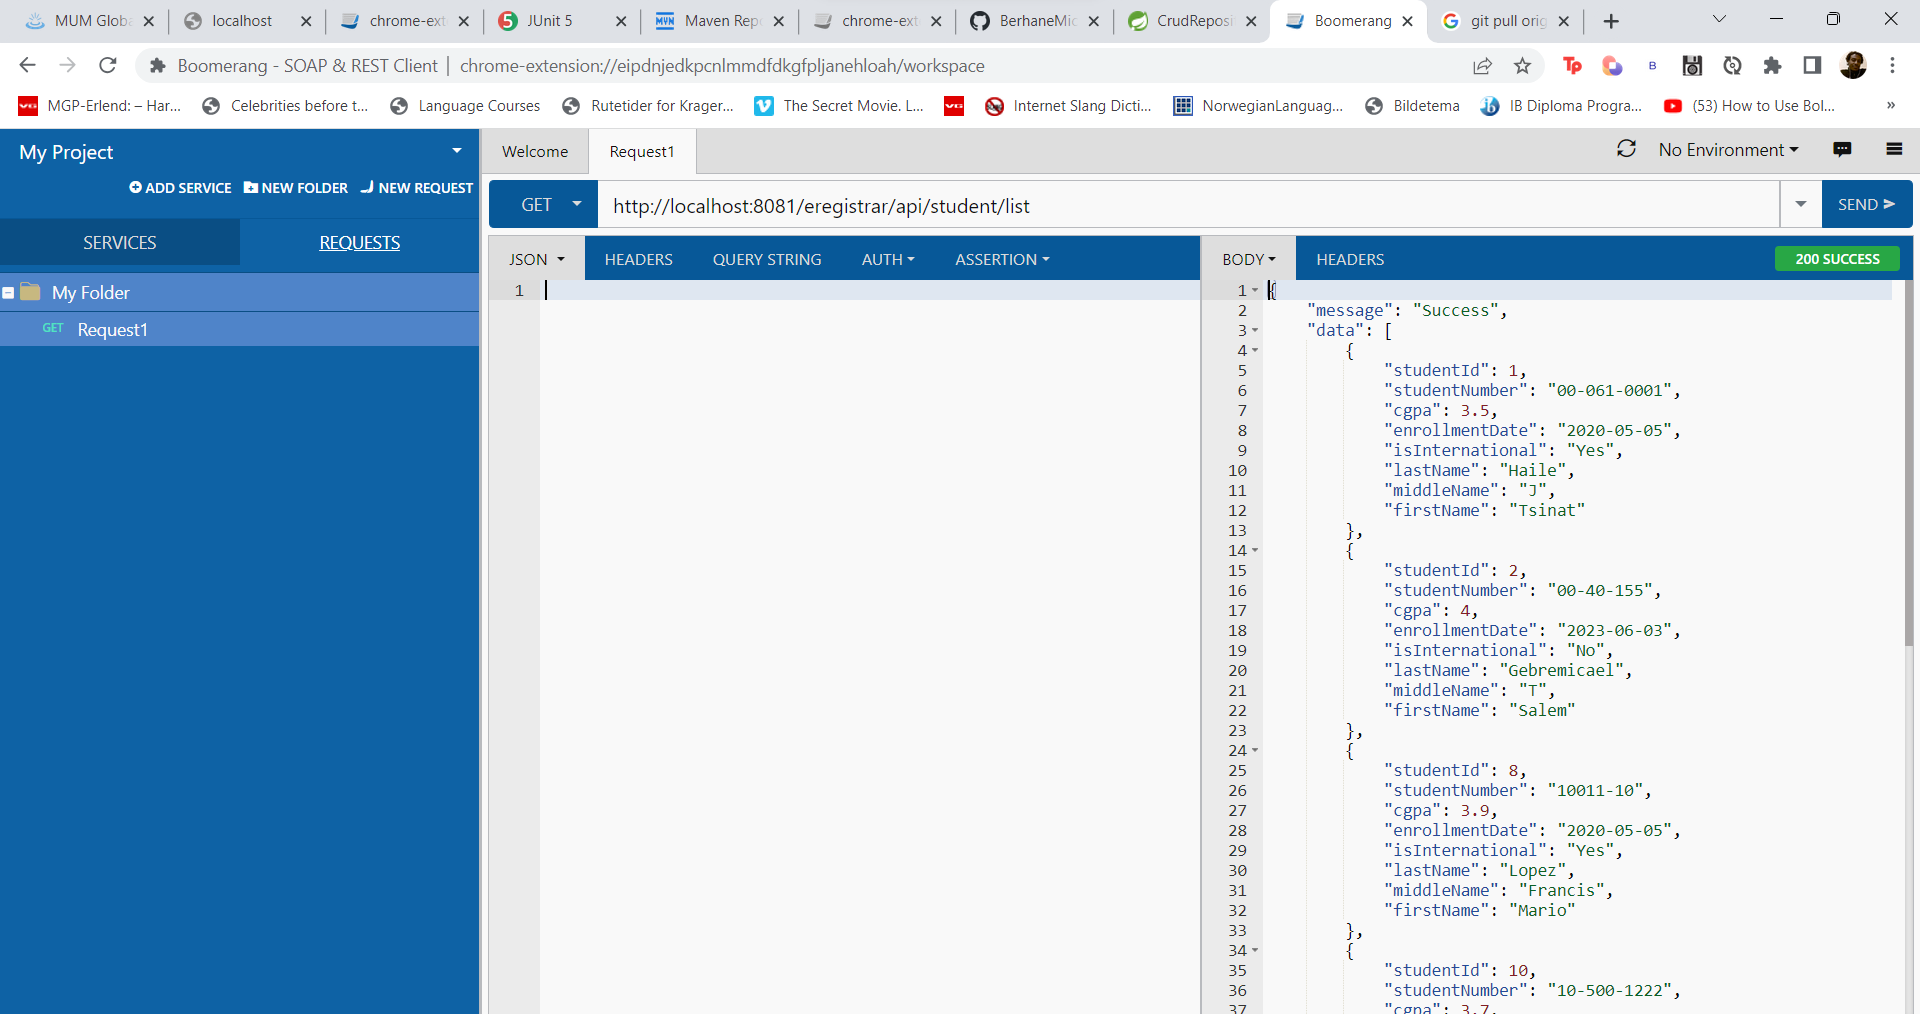 MUM Globa
localhost
chrome-ext
JUnit 5
Maven Repo
chrome-ext
BerhaneMic
CrudReposi
Boomerang
git pull orig
Boomerang - SOAP & REST Client | chrome-extension://eipdnjedkpcnlmmdfdkgfpljanehloah/workspace
MGP-Erlend: – Har...
Celebrities before t...
Language Courses
Rutetider for Krager...
The Secret Movie. L...
Internet Slang Dicti...
NorwegianLanguag...
Bildetema
IB Diploma Progra...
(53) How to Use Bol...
»
My Project
ADD SERVICE NEW FOLDER NEW REQUEST
SERVICES REQUESTS
My Folder
GET Request1
Welcome Request1
No Environment
GET http://localhost:8081/eregistrar/api/student/list SEND
JSON HEADERS QUERY STRING AUTH ASSERTION
1
BODY HEADERS 200 SUCCESS
1 {
2 "message": "Success",
3 "data": [
4 {
5 "studentId": 1,
6 "studentNumber": "00-061-0001",
7 "cgpa": 3.5,
8 "enrollmentDate": "2020-05-05",
9 "isInternational": "Yes",
10 "lastName": "Haile",
11 "middleName": "J",
12 "firstName": "Tsinat"
13 },
14 {
15 "studentId": 2,
16 "studentNumber": "00-40-155",
17 "cgpa": 4,
18 "enrollmentDate": "2023-06-03",
19 "isInternational": "No",
20 "lastName": "Gebremicael",
21 "middleName": "T",
22 "firstName": "Salem"
23 },
24 {
25 "studentId": 8,
26 "studentNumber": "10011-10",
27 "cgpa": 3.9,
28 "enrollmentDate": "2020-05-05",
29 "isInternational": "Yes",
30 "lastName": "Lopez",
31 "middleName": "Francis",
32 "firstName": "Mario"
33 },
34 {
35 "studentId": 10,
36 "studentNumber": "10-500-1222",
37 "cgpa": 3.7,